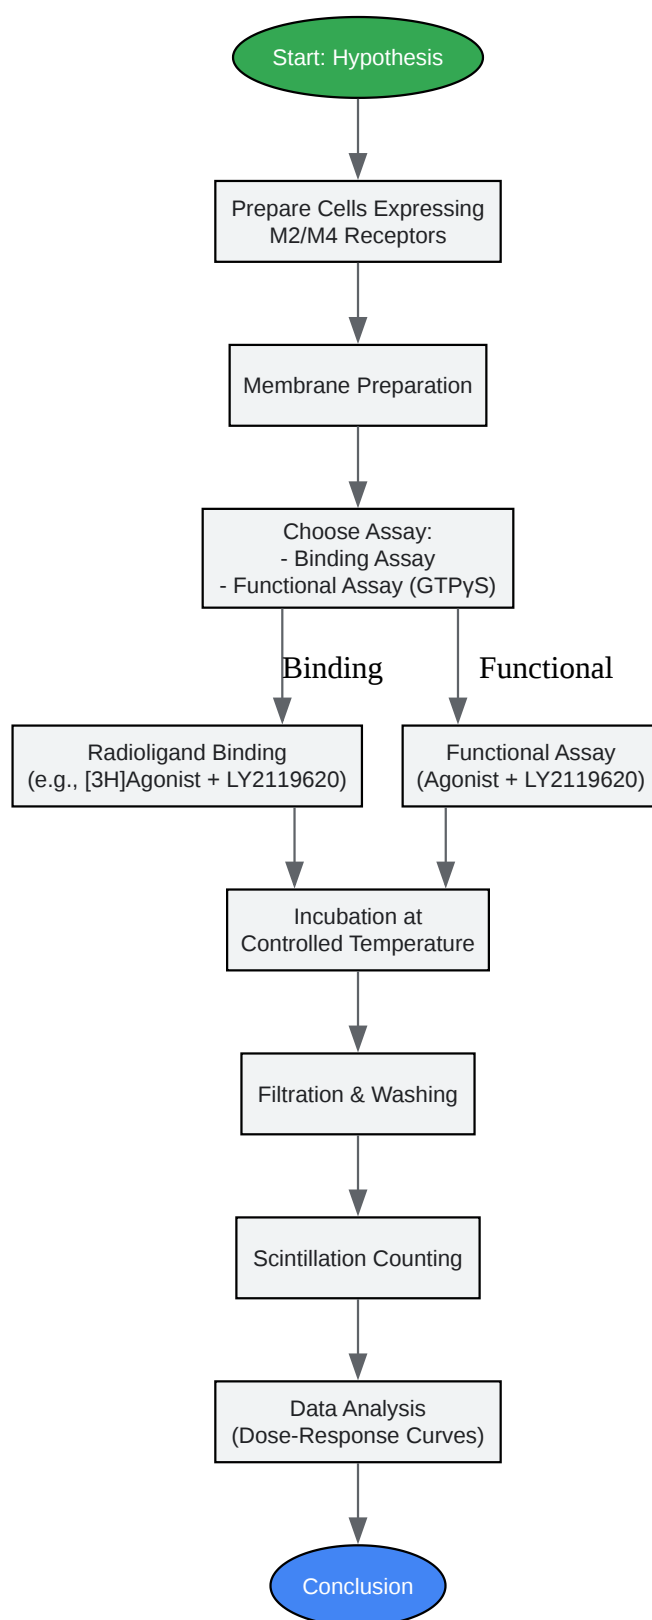 Start: Hypothesis
Prepare Cells Expressing
M2/M4 Receptors
Membrane Preparation
Choose Assay:
- Binding Assay
- Functional Assay (GTPγS)
Binding
Functional
Radioligand Binding
(e.g., [3H]Agonist + LY2119620)
Functional Assay
(Agonist + LY2119620)
Incubation at
Controlled Temperature
Filtration & Washing
Scintillation Counting
Data Analysis
(Dose-Response Curves)
Conclusion